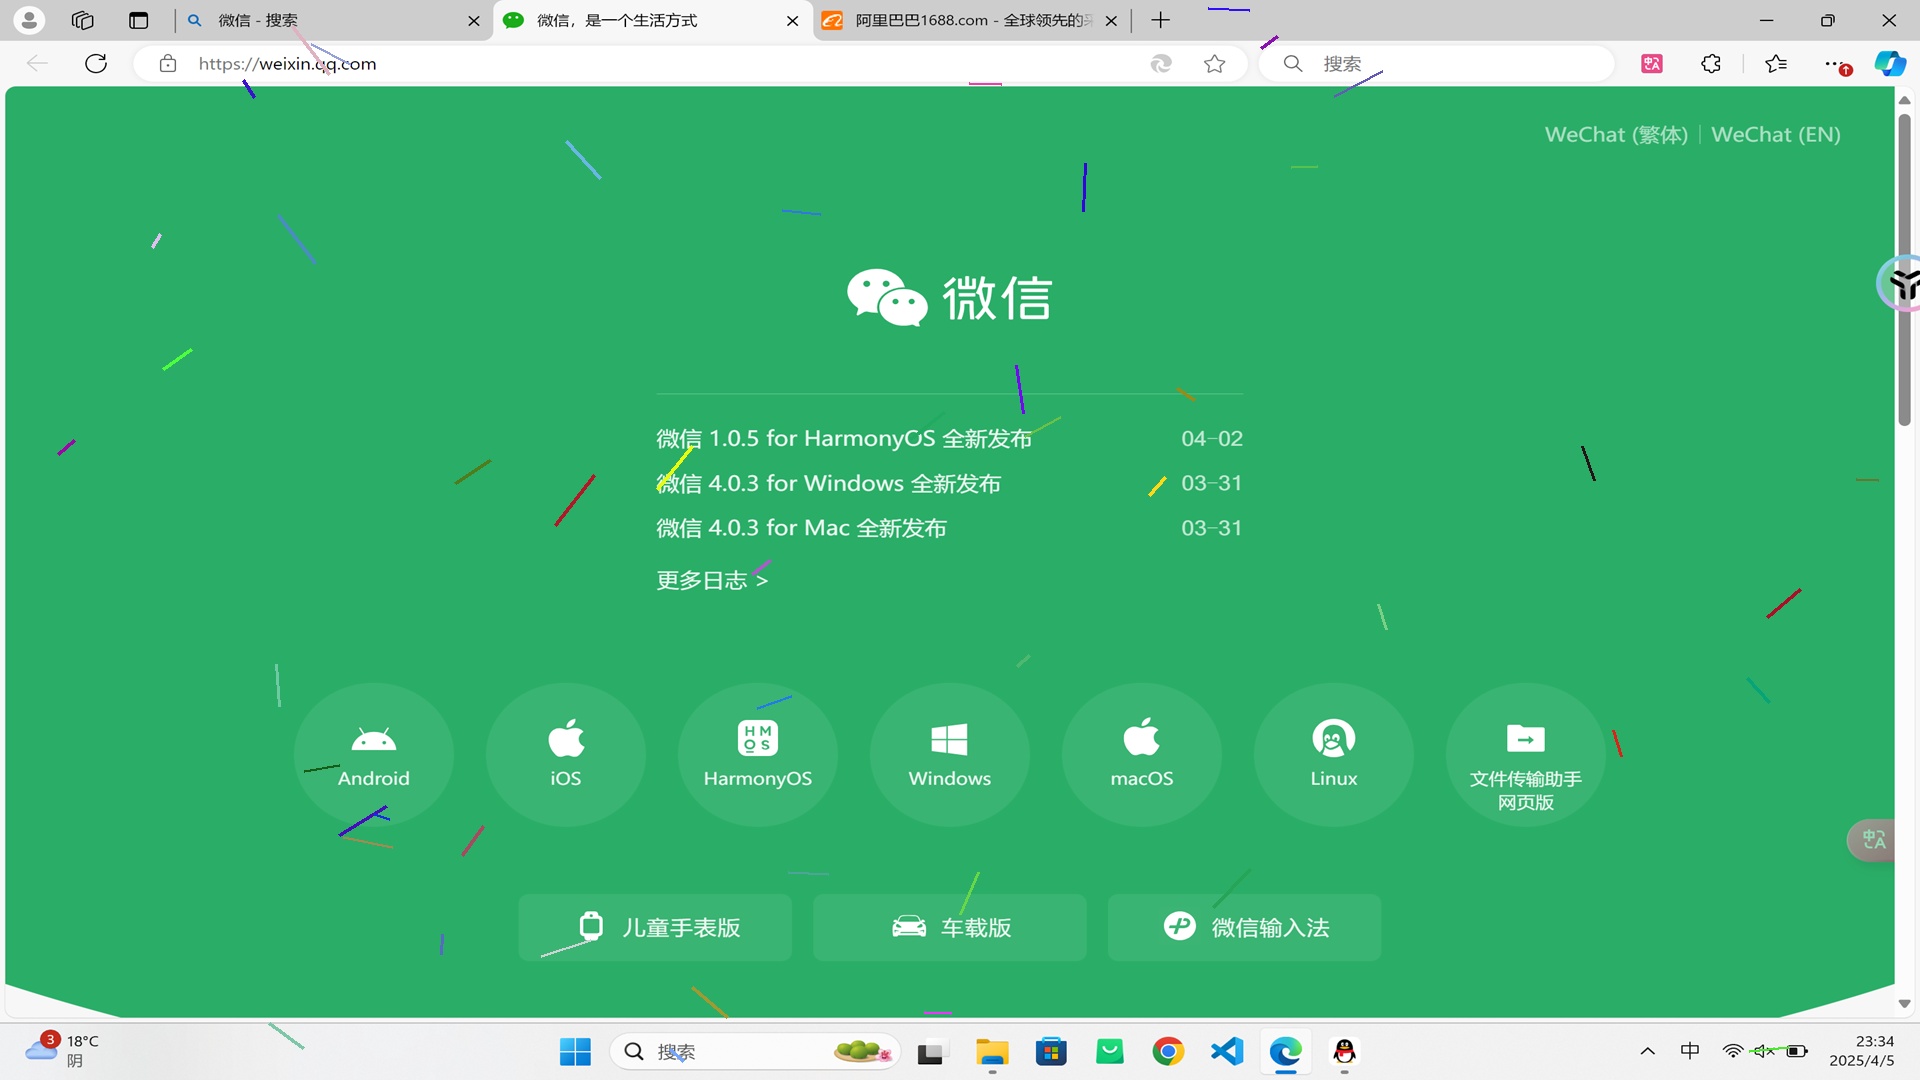 微信 - 搜索
微信，是一个生活方式
阿里巴巴1688.com - 全球领先的采
https://weixin.qq.com
搜索
WeChat (繁体) | WeChat (EN)
微信
微信 1.0.5 for HarmonyOS 全新发布 04-02
微信 4.0.3 for Windows 全新发布 03-31
微信 4.0.3 for Mac 全新发布 03-31
更多日志 >
Android
iOS
HMOS
HarmonyOS
Windows
macOS
Linux
文件传输助手
网页版
儿童手表版
车载版
微信输入法
3
18°C
阴
搜索
中
23:34
2025/4/5